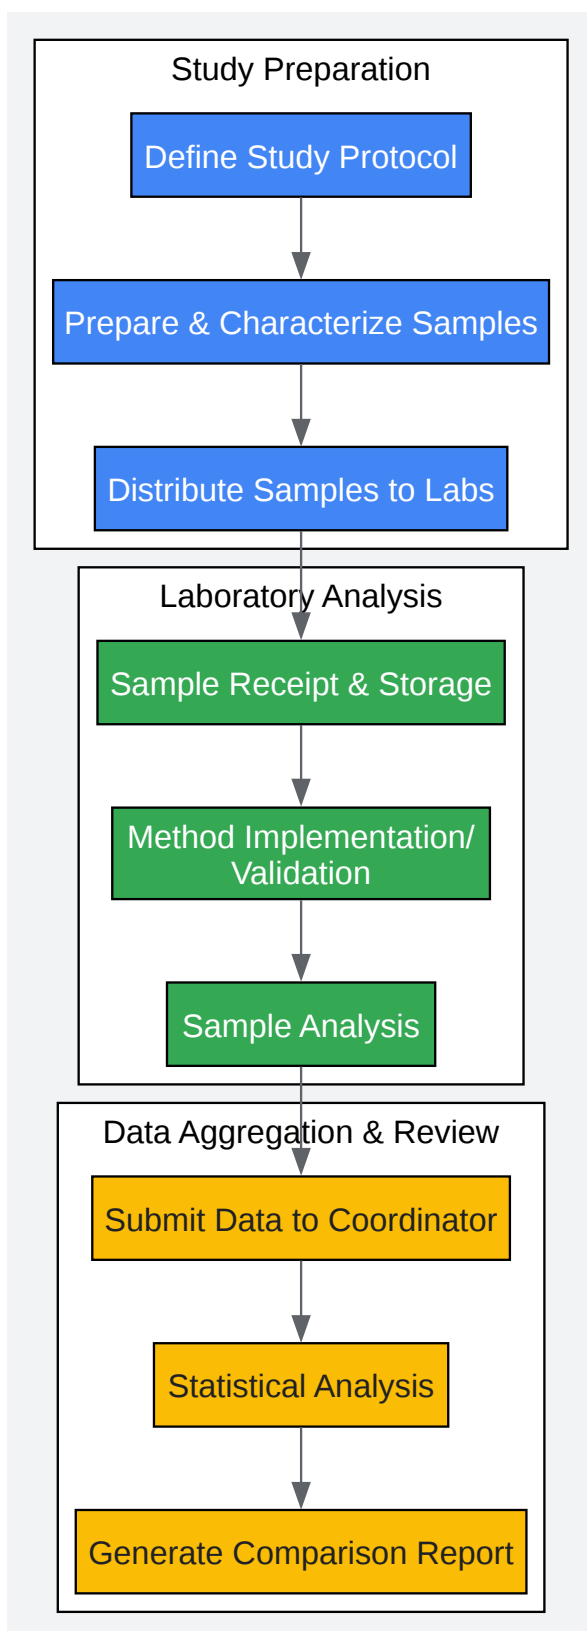 Study Preparation
Define Study Protocol
Prepare & Characterize Samples
Distribute Samples to Labs
Laboratory Analysis
Sample Receipt & Storage
Method Implementation/
Validation
Sample Analysis
Data Aggregation & Review
Submit Data to Coordinator
Statistical Analysis
Generate Comparison Report